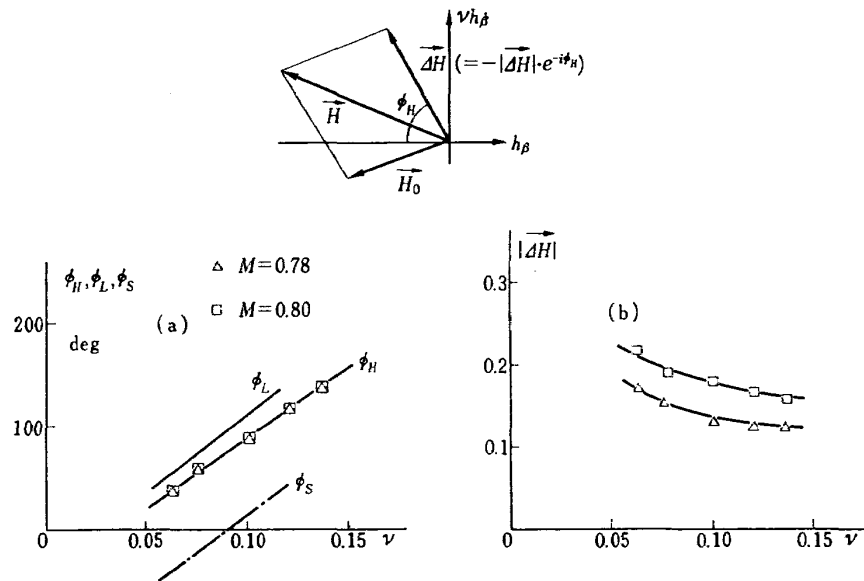 νh_β̇
ΔH⃗ (=−|ΔH⃗|·e^{−iϕ_H})
ϕ_H
H⃗
h_β
H⃗_0
ϕ_H, ϕ_L, ϕ_S
deg
(a)
△ M=0.78
□ M=0.80
200
100
ϕ_L
ϕ_H
ϕ_S
0 0.05 0.10 0.15 ν
|ΔH⃗|
(b)
0.3
0.2
0.1
0 0.05 0.10 0.15 ν